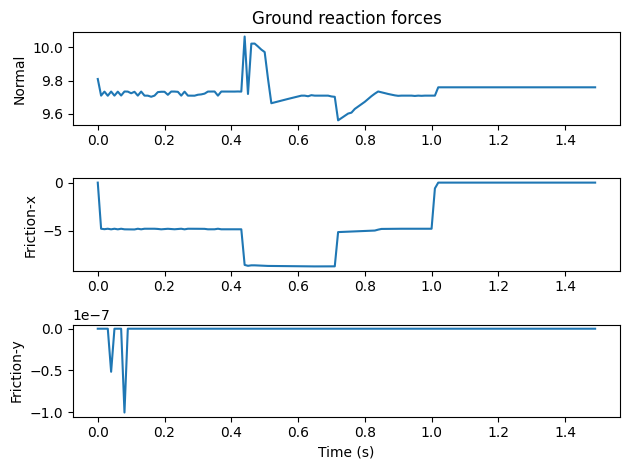 Ground reaction forces
Normal
10.0
9.8
9.6
0.0 0.2 0.4 0.6 0.8 1.0 1.2 1.4
Friction-x
0
−5
0.0 0.2 0.4 0.6 0.8 1.0 1.2 1.4
1e−7
Friction-y
0.0
−0.5
−1.0
0.0 0.2 0.4 0.6 0.8 1.0 1.2 1.4
Time (s)